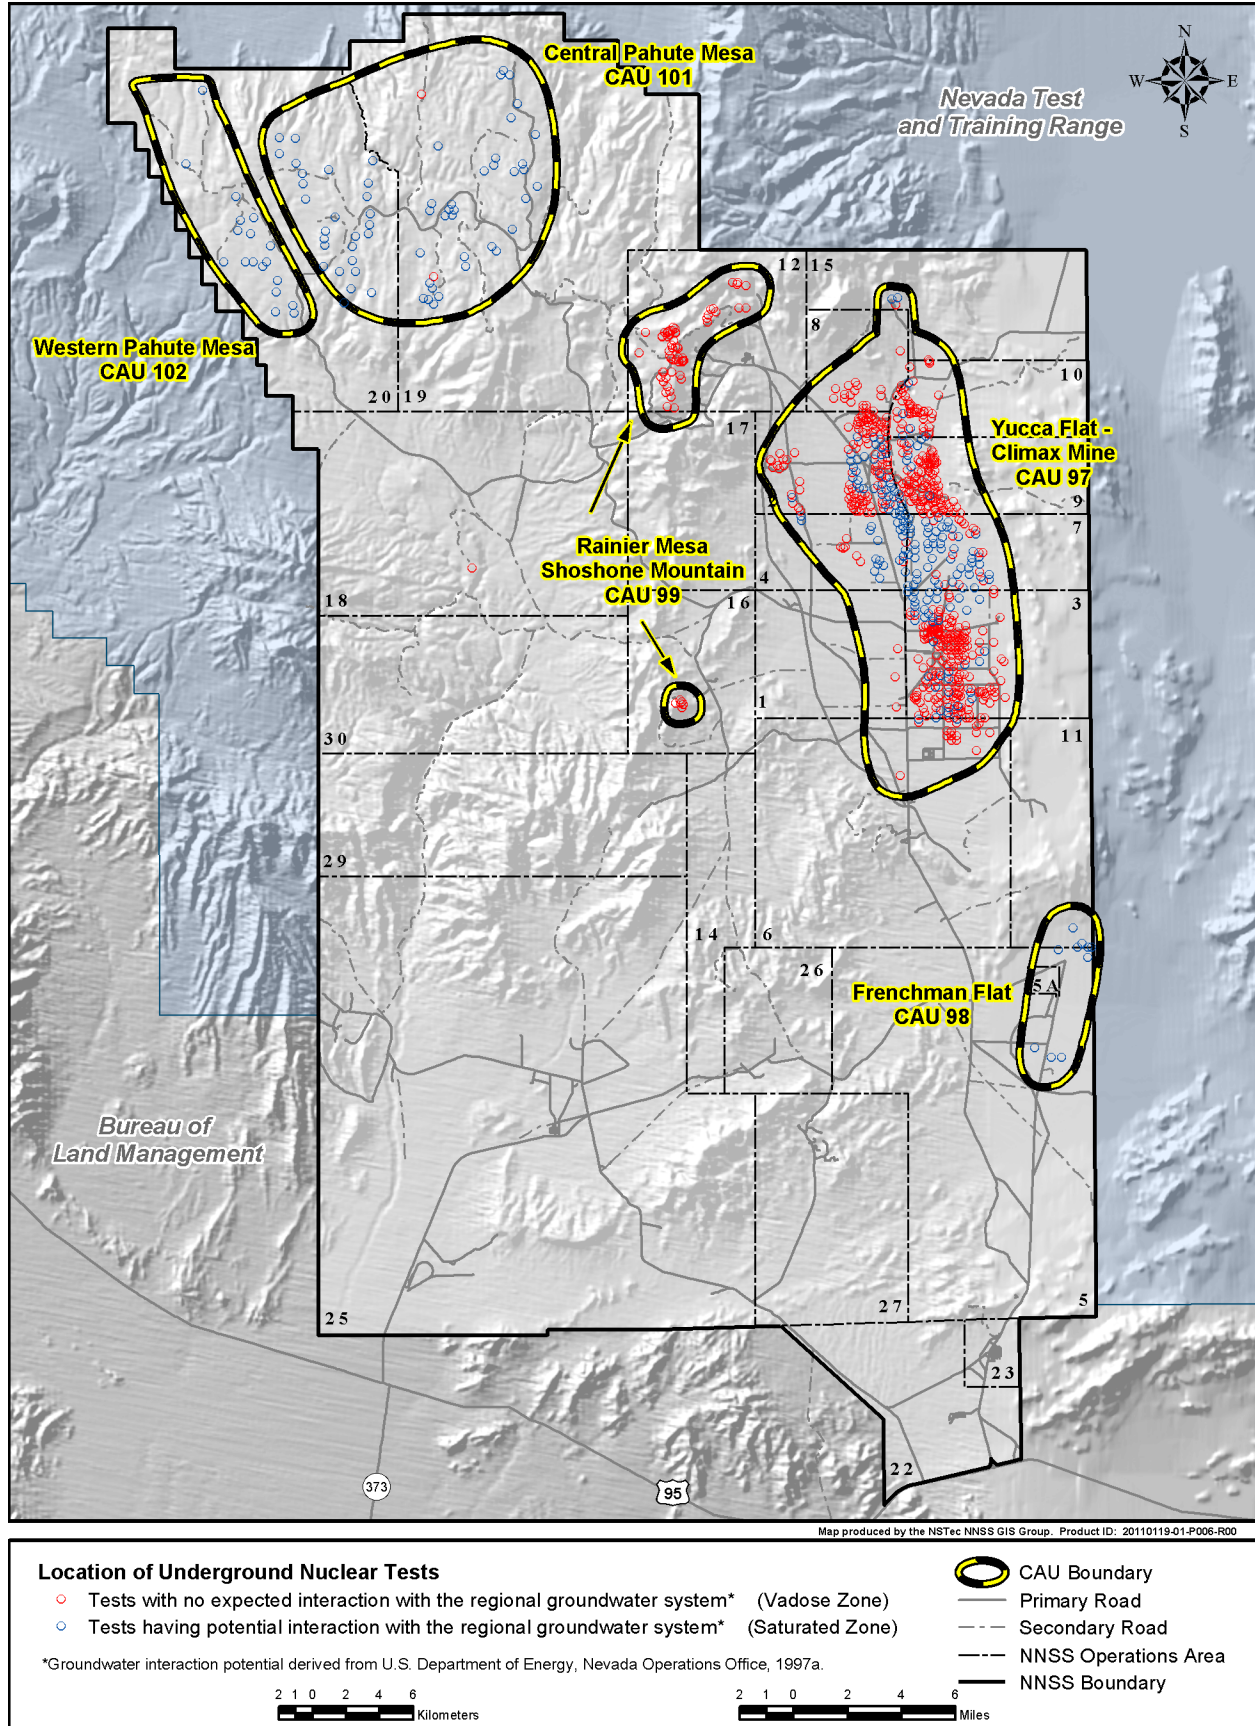 Central Pahute Mesa
CAU 101
N
W
E
S
Nevada Test
and Training Range
12
15
8
Western Pahute Mesa
CAU 102
20
19
10
17
Yucca Flat -
Climax Mine
CAU 97
9
7
Rainier Mesa
Shoshone Mountain
CAU 99
4
18
16
3
1
30
11
29
14
6
26
5A
Frenchman Flat
CAU 98
Bureau of
Land Management
25
27
5
23
22
373
95
Map produced by the NSTec NNSS GIS Group. Product ID: 20110119-01-P006-R00
Location of Underground Nuclear Tests
Tests with no expected interaction with the regional groundwater system* (Vadose Zone)
Tests having potential interaction with the regional groundwater system* (Saturated Zone)
*Groundwater interaction potential derived from U.S. Department of Energy, Nevada Operations Office, 1997a.
CAU Boundary
Primary Road
Secondary Road
NNSS Operations Area
NNSS Boundary
2 1 0 2 4 6
Kilometers
2 1 0 2 4 6
Miles